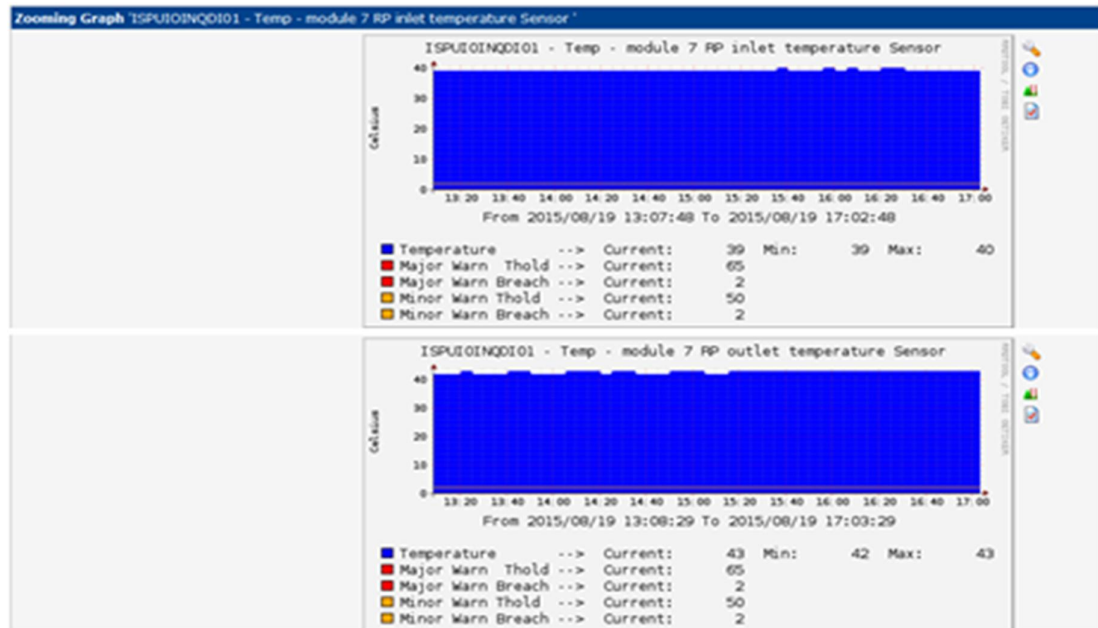 Zooming Graph 'ISPUIOINQDI01 - Temp - module 7 RP inlet temperature Sensor '
ISPUIOINQDI01 - Temp - module 7 RP inlet temperature Sensor
Celsius
40
30
20
10
0
13:20 13:40 14:00 14:20 14:40 15:00 15:20 15:40 16:00 16:20 16:40 17:00
From 2015/08/19 13:07:48 To 2015/08/19 17:02:48
Temperature --> Current: 39 Min: 39 Max: 40
Major Warn Thold --> Current: 65
Major Warn Breach --> Current: 2
Minor Warn Thold --> Current: 50
Minor Warn Breach --> Current: 2
RRDTOOL / TOBI OETIKER
ISPUIOINQDI01 - Temp - module 7 RP outlet temperature Sensor
Celsius
40
30
20
10
0
13:20 13:40 14:00 14:20 14:40 15:00 15:20 15:40 16:00 16:20 16:40 17:00
From 2015/08/19 13:08:29 To 2015/08/19 17:03:29
Temperature --> Current: 43 Min: 42 Max: 43
Major Warn Thold --> Current: 65
Major Warn Breach --> Current: 2
Minor Warn Thold --> Current: 50
Minor Warn Breach --> Current: 2
RRDTOOL / TOBI OETIKER